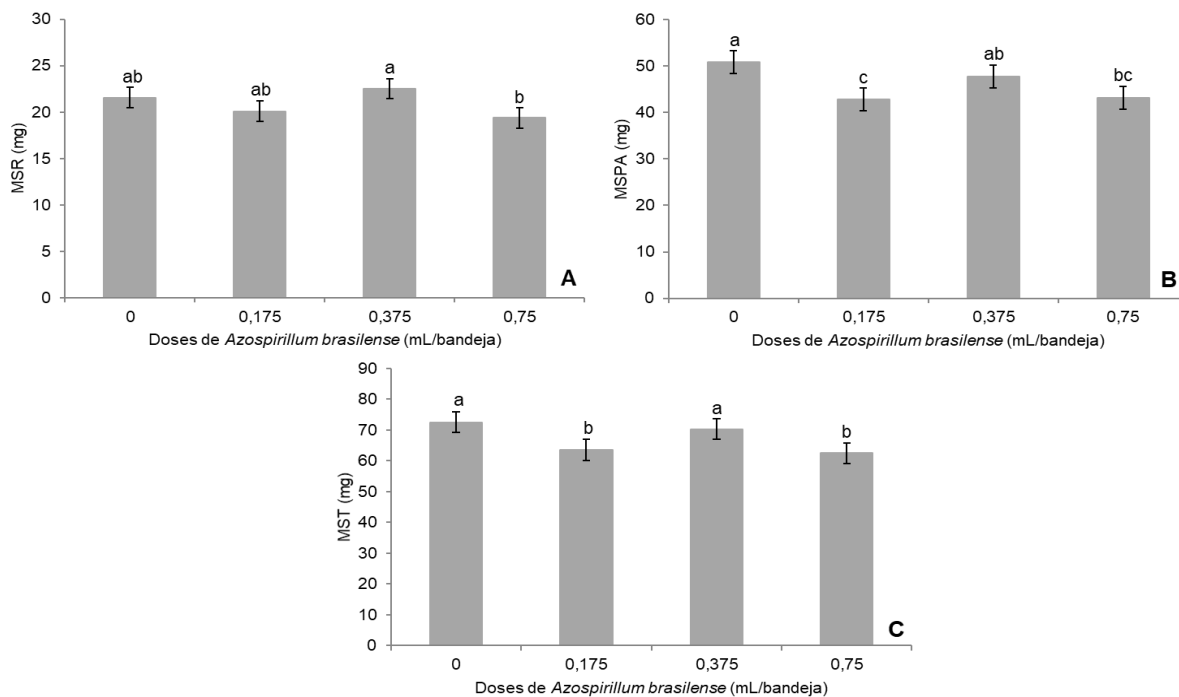 30
25
20
15
10
5
0
MSR (mg)
ab
ab
a
b
A
0
0,175
0,375
0,75
Doses de Azospirillum brasilense (mL/bandeja)
60
50
40
30
20
10
0
MSPA (mg)
a
c
ab
bc
B
0
0,175
0,375
0,75
Doses de Azospirillum brasilense (mL/bandeja)
90
80
70
60
50
40
30
20
10
0
MST (mg)
a
b
a
b
C
0
0,175
0,375
0,75
Doses de Azospirillum brasilense (mL/bandeja)